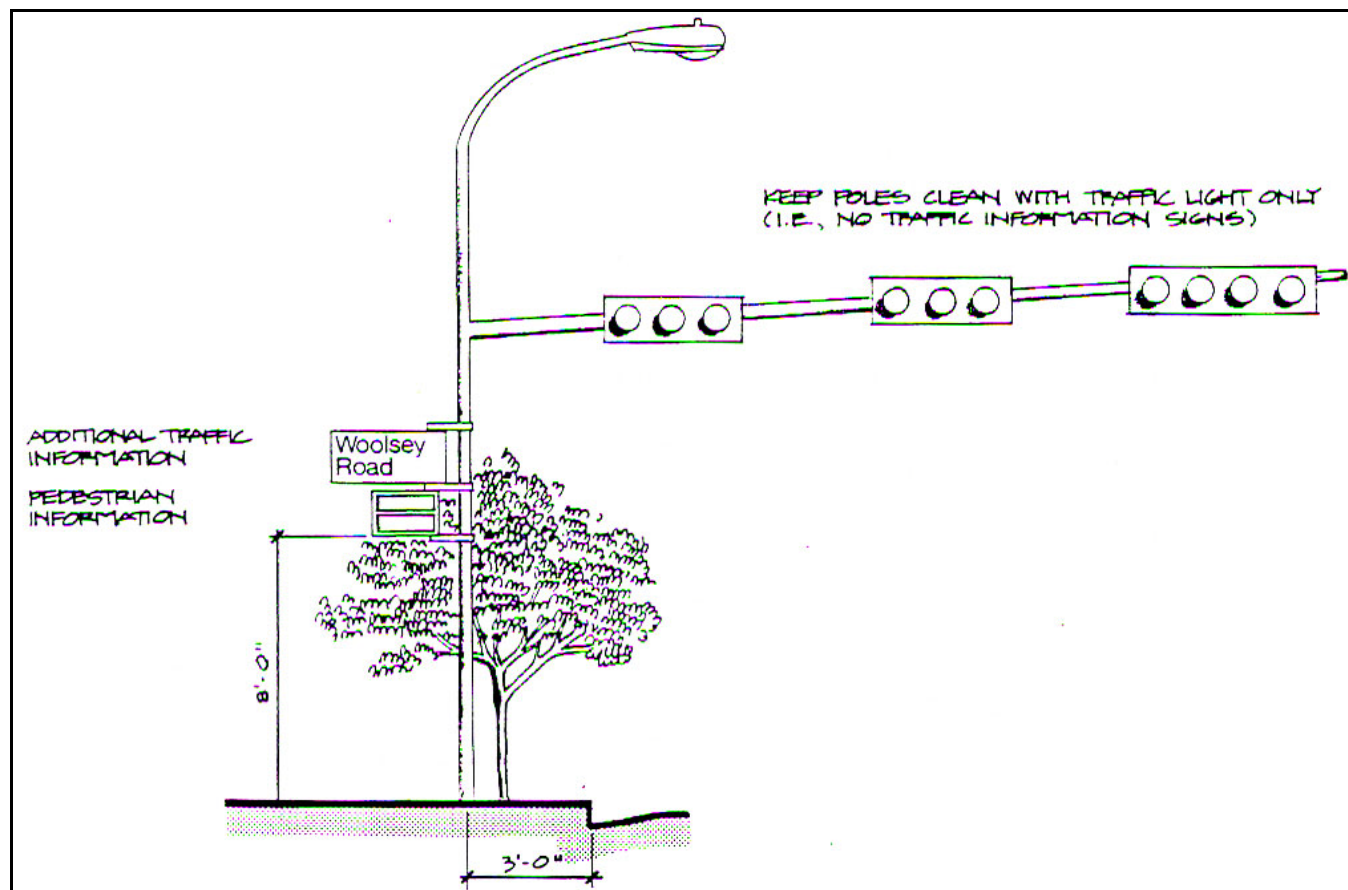 KEEP POLES CLEAN WITH TRAFFIC LIGHT ONLY
(I.E., NO TRAFFIC INFORMATION SIGNS)
ADDITIONAL TRAFFIC
INFORMATION
Woolsey
Road
PEDESTRIAN
INFORMATION
8'-0"
3'-0"